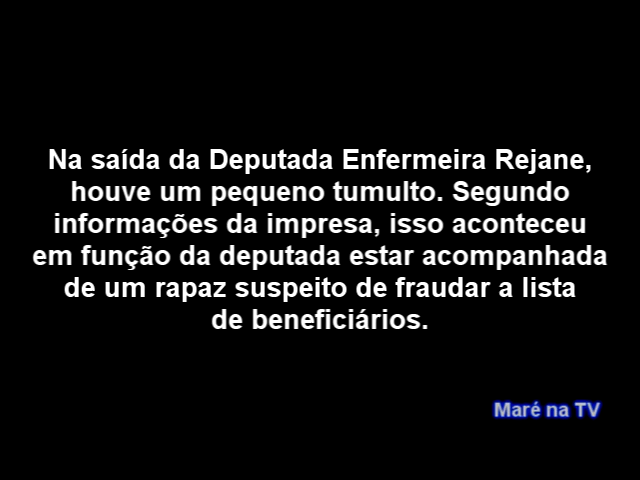 Na saída da Deputada Enfermeira Rejane,
houve um pequeno tumulto. Segundo
informações da impresa, isso aconteceu
em função da deputada estar acompanhada
de um rapaz suspeito de fraudar a lista
de beneficiários.
Maré na TV